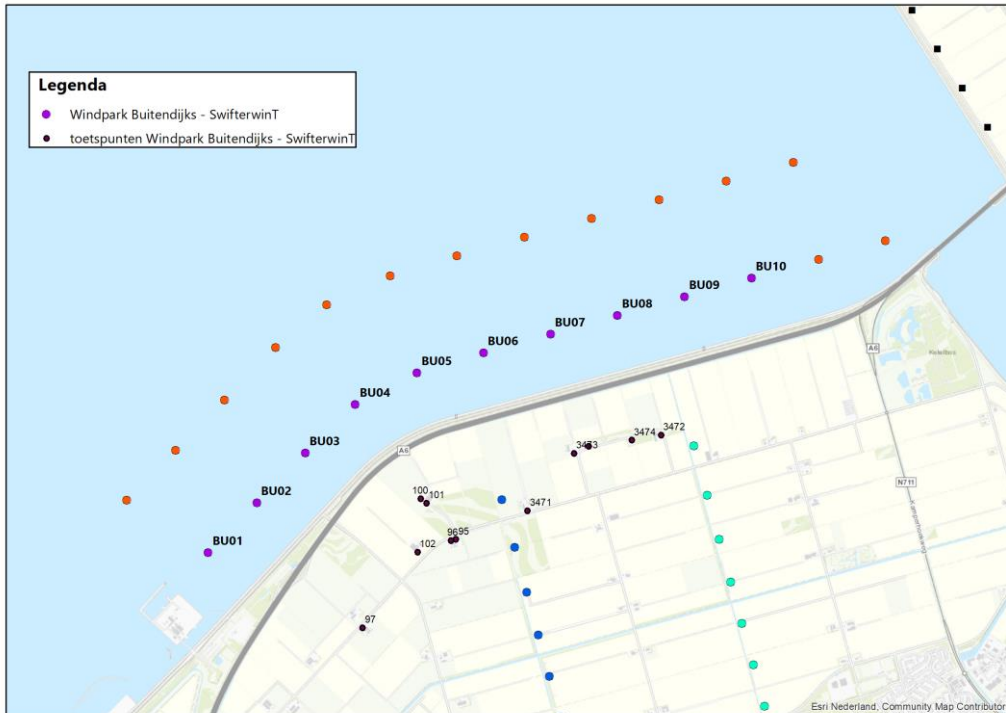 Legenda
Windpark Buitendijks - SwifterwinT
toetspunten Windpark Buitendijks - SwifterwinT
BU10
BU09
BU08
BU07
BU06
A6
BU05
BU04
3472
3474
3473
A6
BU03
N711
BU02
100
101
3471
BU01
96
95
102
97
Esri Nederland, Community Map Contributor